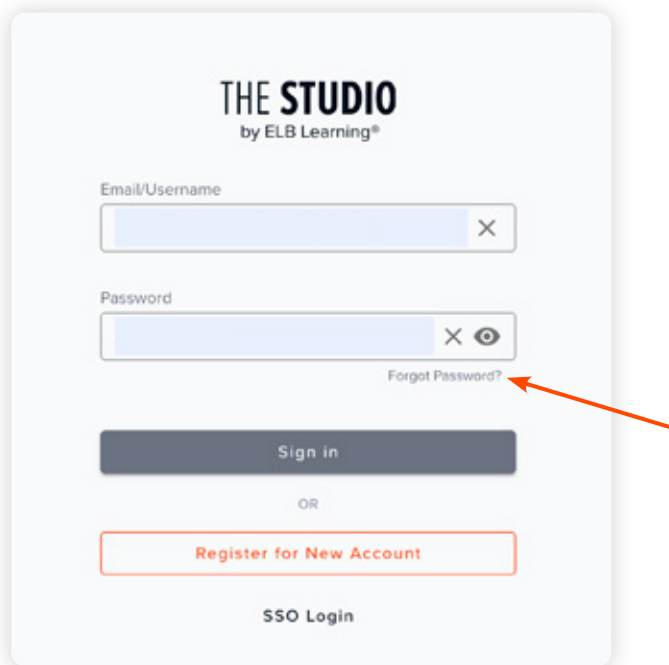 THE STUDIO
by ELB Learning®
Email/Username
Password
Forgot Password?
Sign in
OR
Register for New Account
SSO Login